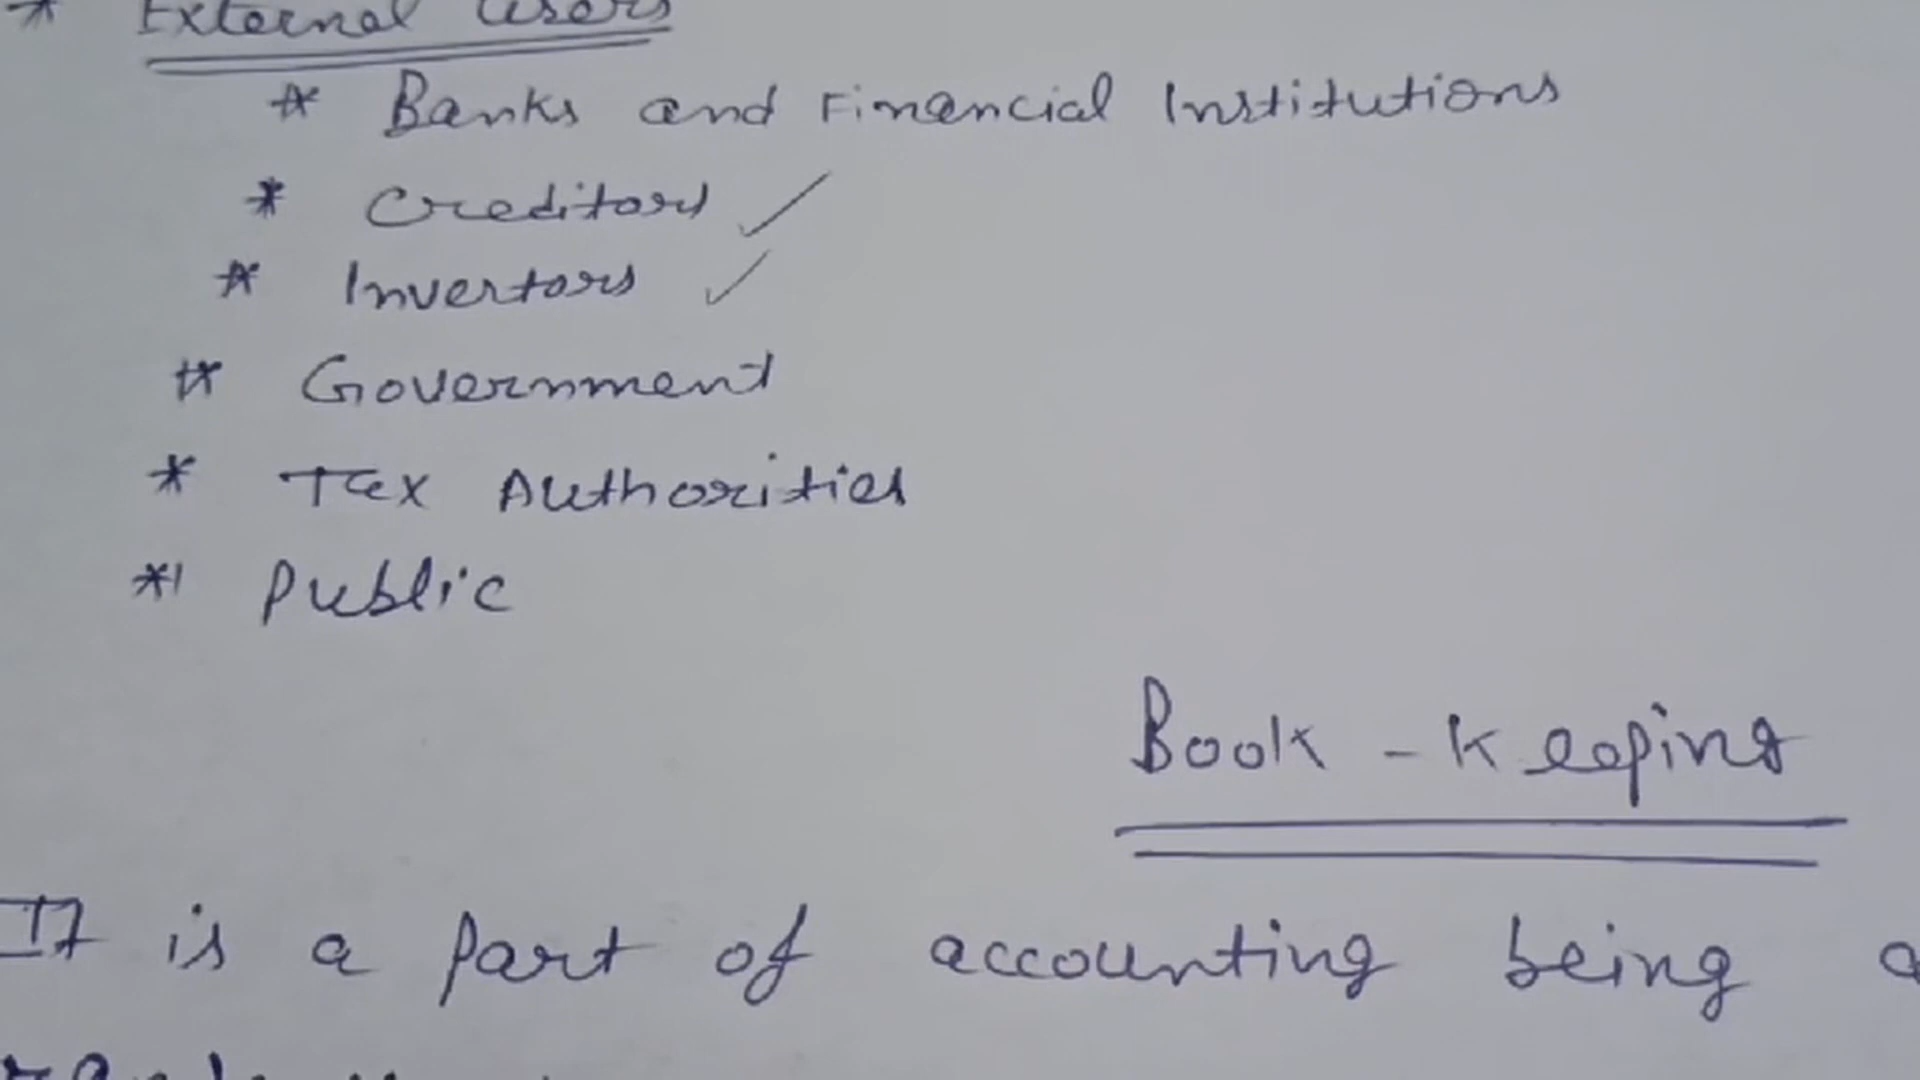 * External Users
* Banks and Financial Institutions
* Creditors ✓
* Investors ✓
* Government
* Tax Authorities
* Public
Book - Keeping
It is a part of accounting being a